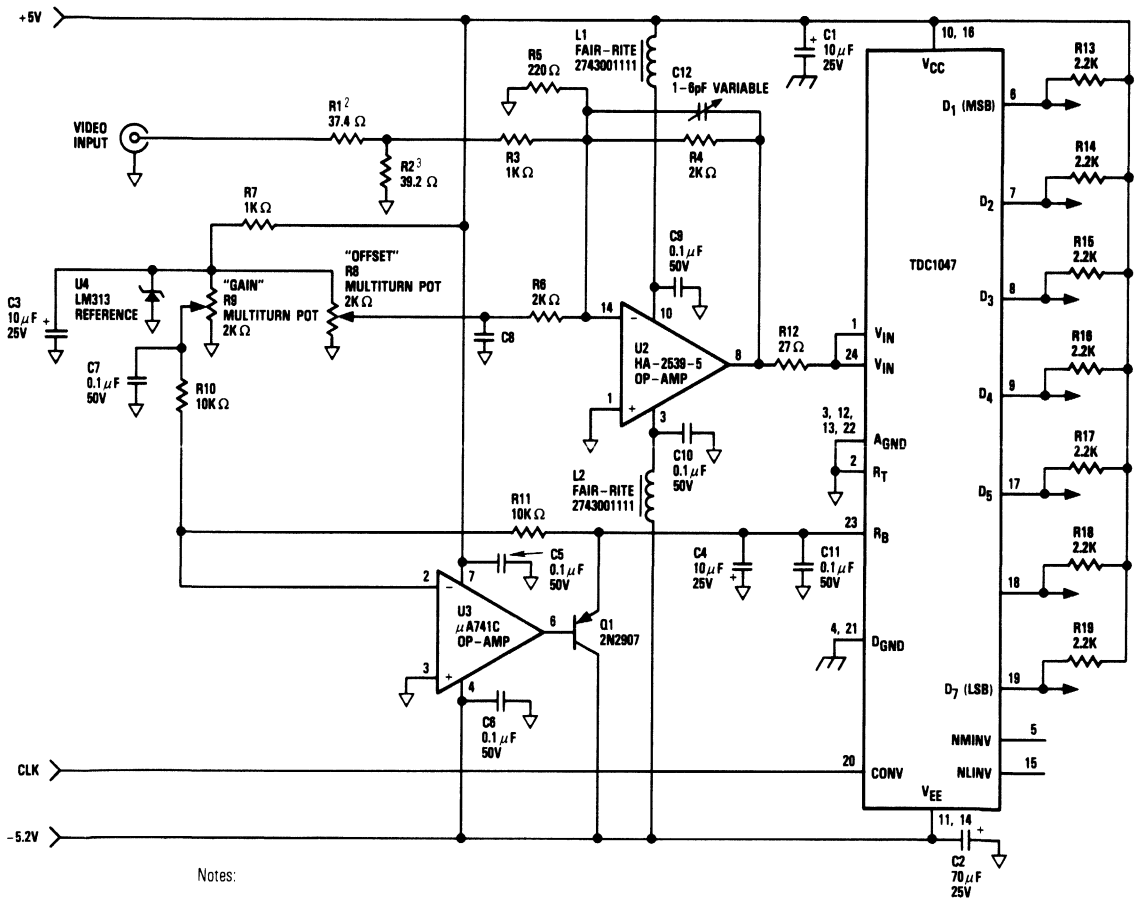 +5V
L1
FAIR-RITE
2743001111
R5
220Ω
C12
1-6pF VARIABLE
+
C1
10μF
25V
10, 16
VCC
R13
2.2K
6
D1 (MSB)
VIDEO
INPUT
R1²
37.4 Ω
R2³
39.2 Ω
R3
1KΩ
R4
2KΩ
R14
2.2K
7
D2
R7
1KΩ
C9
0.1μF
50V
TDC1047
R15
2.2K
8
D3
U4
LM313
REFERENCE
"GAIN"
R9
MULTITURN POT
2KΩ
"OFFSET"
R8
MULTITURN POT
2KΩ
C3
10μF
25V
+
R6
2KΩ
C8
14
−
10
U2
HA-2539-5
OP-AMP
8
1
+
3
R12
27Ω
1
VIN
24
VIN
R16
2.2K
9
D4
C7
0.1μF
50V
R10
10KΩ
3, 12,
13, 22
AGND
2
RT
C10
0.1μF
50V
L2
FAIR-RITE
2743001111
R17
2.2K
17
D5
R11
10KΩ
23
RB
C4
10μF
25V
+
C11
0.1μF
50V
R18
2.2K
18
C5
0.1μF
50V
2
−
7
U3
μA741C
OP-AMP
6
3
+
4
Q1
2N2907
4, 21
DGND
R19
2.2K
19
D7 (LSB)
C6
0.1μF
50V
NMINV
5
CLK
20
CONV
NLINV
15
VEE
-5.2V
11, 14
+
C2
70μF
25V
Notes: